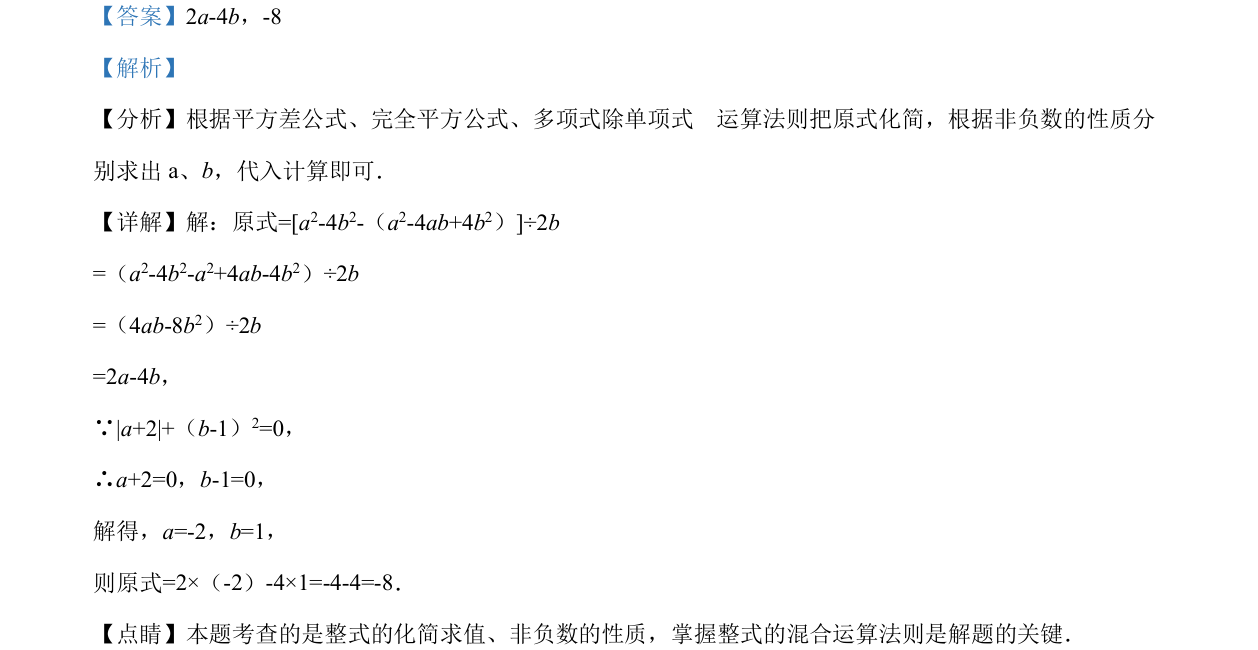 【答案】2a-4b，-8
【解析】
【分析】根据平方差公式、完全平方公式、多项式除单项式　运算法则把原式化简，根据非负数的性质分
别求出 a、b，代入计算即可．
【详解】解：原式=[a²-4b²-（a²-4ab+4b²）]÷2b
=（a²-4b²-a²+4ab-4b²）÷2b
=（4ab-8b²）÷2b
=2a-4b，
∵|a+2|+（b-1）²=0，
∴a+2=0，b-1=0，
解得，a=-2，b=1，
则原式=2×（-2）-4×1=-4-4=-8．
【点睛】本题考查的是整式的化简求值、非负数的性质，掌握整式的混合运算法则是解题的关键．